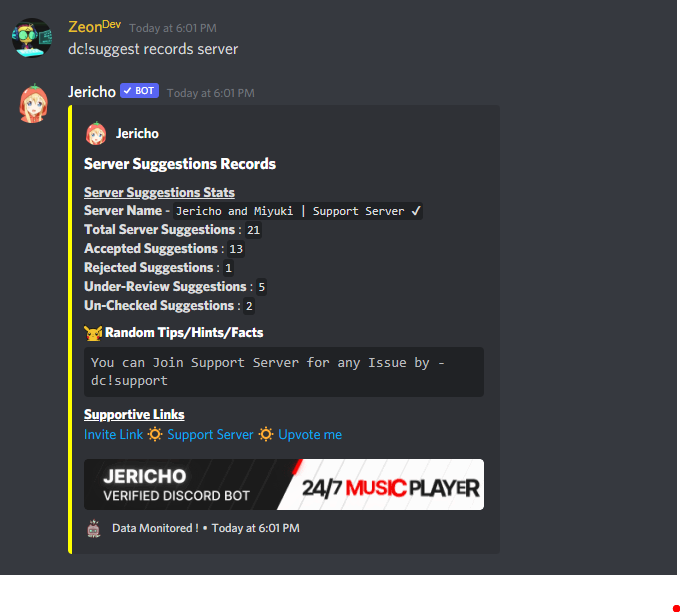 ZeonDev Today at 6:01 PM
dc!suggest records server
Jericho ✓ BOT Today at 6:01 PM
Jericho
Server Suggestions Records
Server Suggestions Stats
Server Name - Jericho and Miyuki | Support Server ✓
Total Server Suggestions : 21
Accepted Suggestions : 13
Rejected Suggestions : 1
Under-Review Suggestions : 5
Un-Checked Suggestions : 2
Random Tips/Hints/Facts
You can Join Support Server for any Issue by -
dc!support
Supportive Links
Invite Link 🔅 Support Server 🔅 Upvote me
JERICHO
VERIFIED DISCORD BOT
24/7 MUSIC PLAYER
Data Monitored ! • Today at 6:01 PM